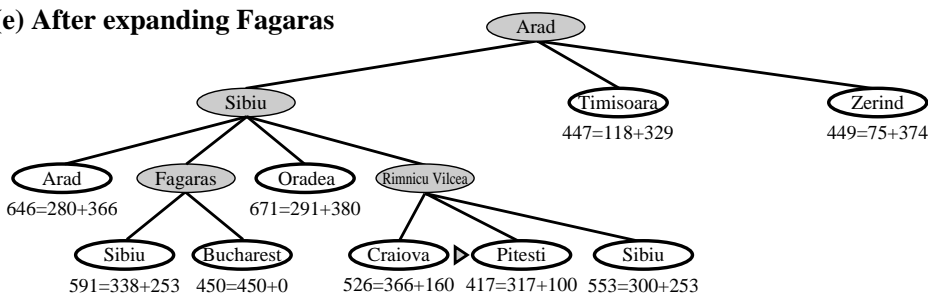 e) After expanding Fagaras
Arad
Sibiu
Timisoara
Zerind
447=118+329
449=75+374
Arad
Fagaras
Oradea
Rimnicu Vilcea
646=280+366
671=291+380
Sibiu
Bucharest
Craiova
Pitesti
Sibiu
591=338+253
450=450+0
526=366+160
417=317+100
553=300+253